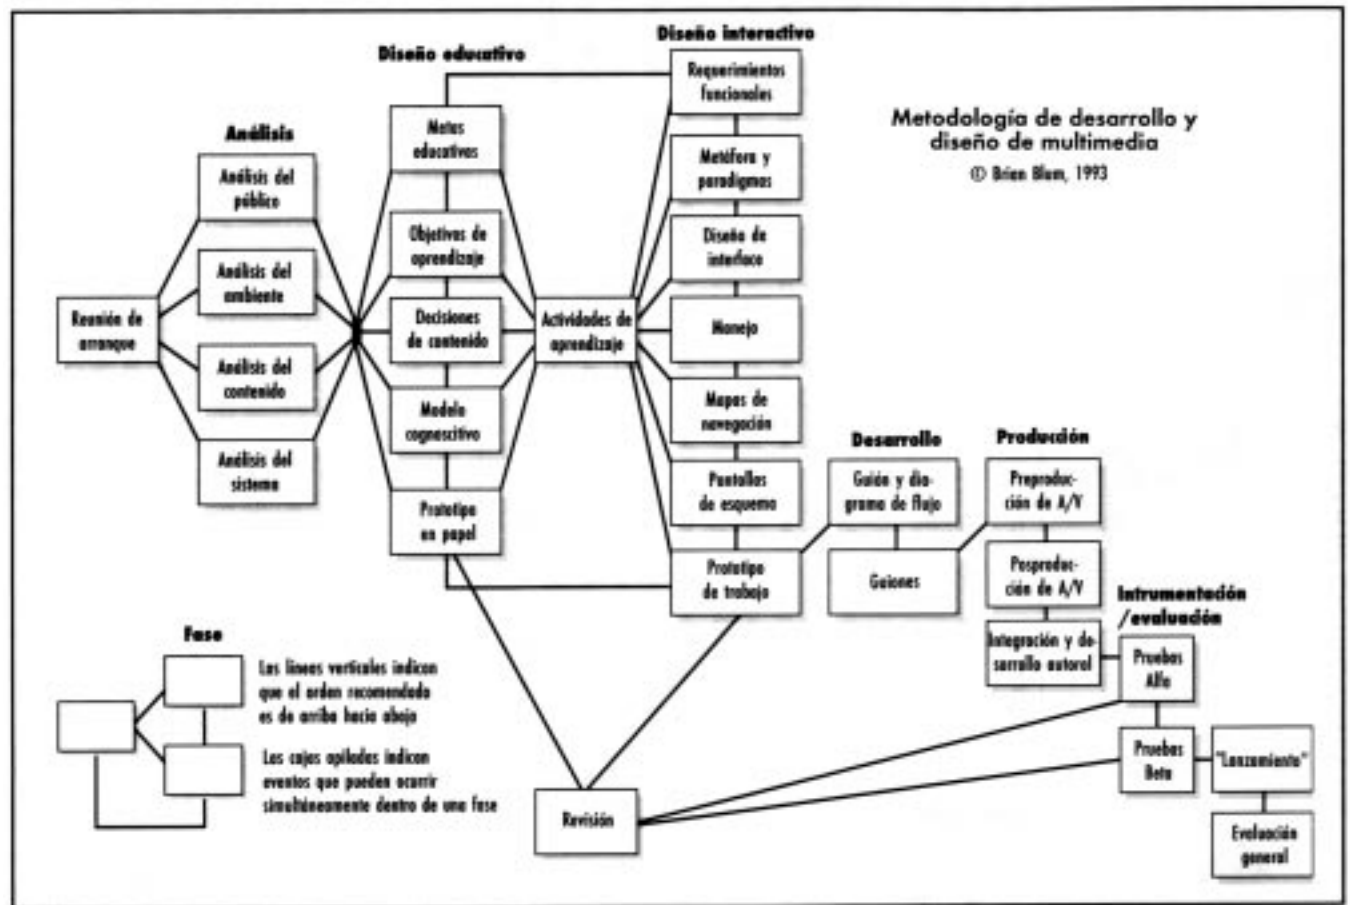 Diseño interactivo
Diseño educativo
Requerimientos
funcionales
Metodología de desarrollo y
diseño de multimedia
© Brian Blum, 1993
Análisis
Metas
educativas
Metáfora y
paradigmas
Análisis del
público
Objetivos de
aprendizaje
Diseño de
interface
Análisis del
ambiente
Reunión de
arranque
Decisiones
de contenido
Actividades de
aprendizaje
Manejo
Análisis del
contenido
Modelo
cognoscitivo
Mapas de
navegación
Análisis del
sistema
Prototipo
en papel
Pantallas
de esquema
Prototipo
de trabajo
Desarrollo
Guión y dia-
grama de flujo
Guiones
Producción
Preproduc-
ción de A/V
Posproduc-
ción de A/V
Integración y de-
sarrollo autoral
Intrumentación
/evaluación
Pruebas
Alfa
Pruebas
Beta
"Lanzamiento"
Evaluación
general
Revisión
Fase
Las líneas verticales indican
que el orden recomendado
es de arriba hacia abajo
Las cajas apiladas indican
eventos que pueden ocurrir
simultáneamente dentro de una fase